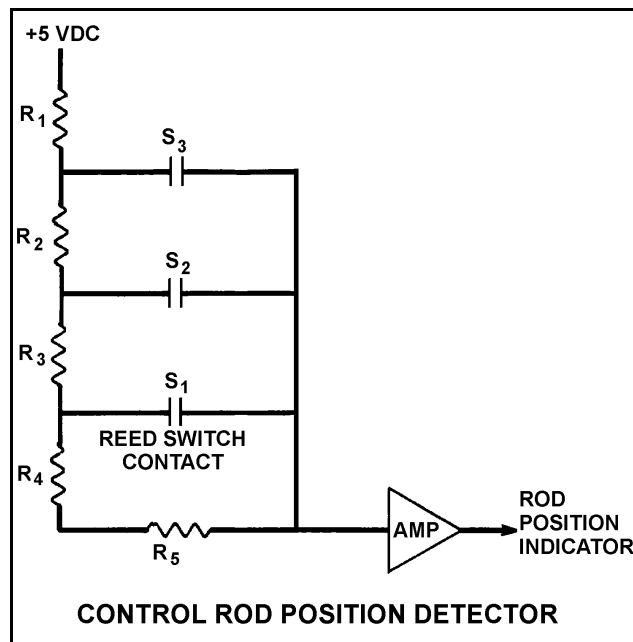 +5 VDC
R1
S3
R2
S2
R3
S1
REED SWITCH
CONTACT
R4
R5
AMP
ROD
POSITION
INDICATOR
CONTROL ROD POSITION DETECTOR